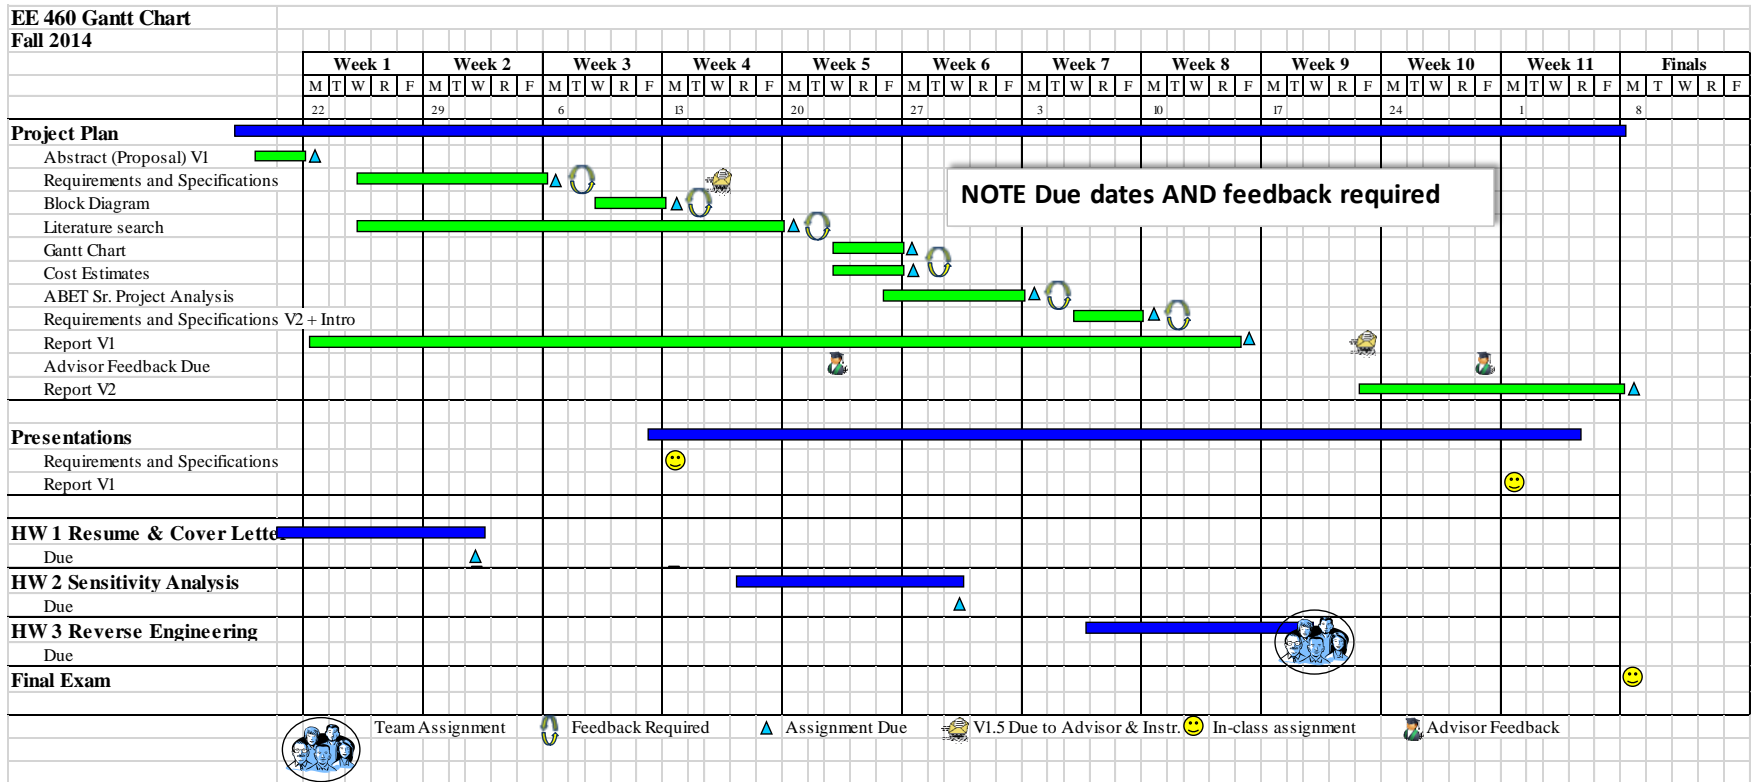 EE 460 Gantt Chart
Fall 2014
Week 1 Week 2 Week 3 Week 4 Week 5 Week 6 Week 7 Week 8 Week 9 Week 10 Week 11 Finals
M T W R F M T W R F M T W R F M T W R F M T W R F M T W R F M T W R F M T W R F M T W R F M T W R F M T W R F M T W R F
22 29 6 13 20 27 3 10 17 24 1 8
Project Plan
Abstract (Proposal) V1
Requirements and Specifications
NOTE Due dates AND feedback required
Block Diagram
Literature search
Gantt Chart
Cost Estimates
ABET Sr. Project Analysis
Requirements and Specifications V2 + Intro
Report V1
Advisor Feedback Due
Report V2
Presentations
Requirements and Specifications
Report V1
HW 1 Resume & Cover Lette
Due
HW 2 Sensitivity Analysis
Due
HW 3 Reverse Engineering
Due
Final Exam
Team Assignment Feedback Required Assignment Due V1.5 Due to Advisor & Instr. In-class assignment Advisor Feedback